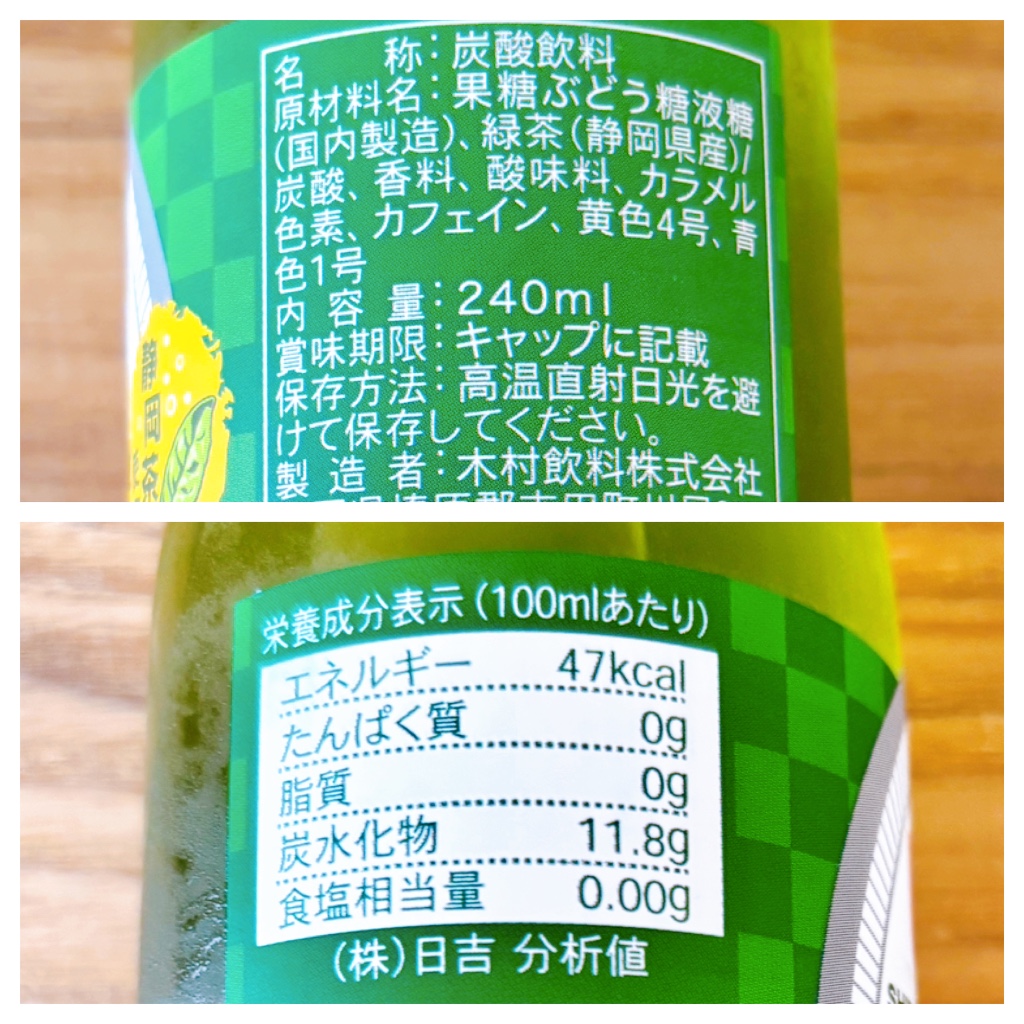 名称：炭酸飲料
原材料名：果糖ぶどう糖液糖
(国内製造)、緑茶(静岡県産)/
炭酸、香料、酸味料、カラメル
色素、カフェイン、黄色4号、青
色1号
内容量：240ml
賞味期限：キャップに記載
保存方法：高温直射日光を避
けて保存してください。
製造者：木村飲料株式会社
静岡茶
栄養成分表示(100mlあたり)
エネルギー 47kcal
たんぱく質 0g
脂質 0g
炭水化物 11.8g
食塩相当量 0.00g
(株)日吉 分析値